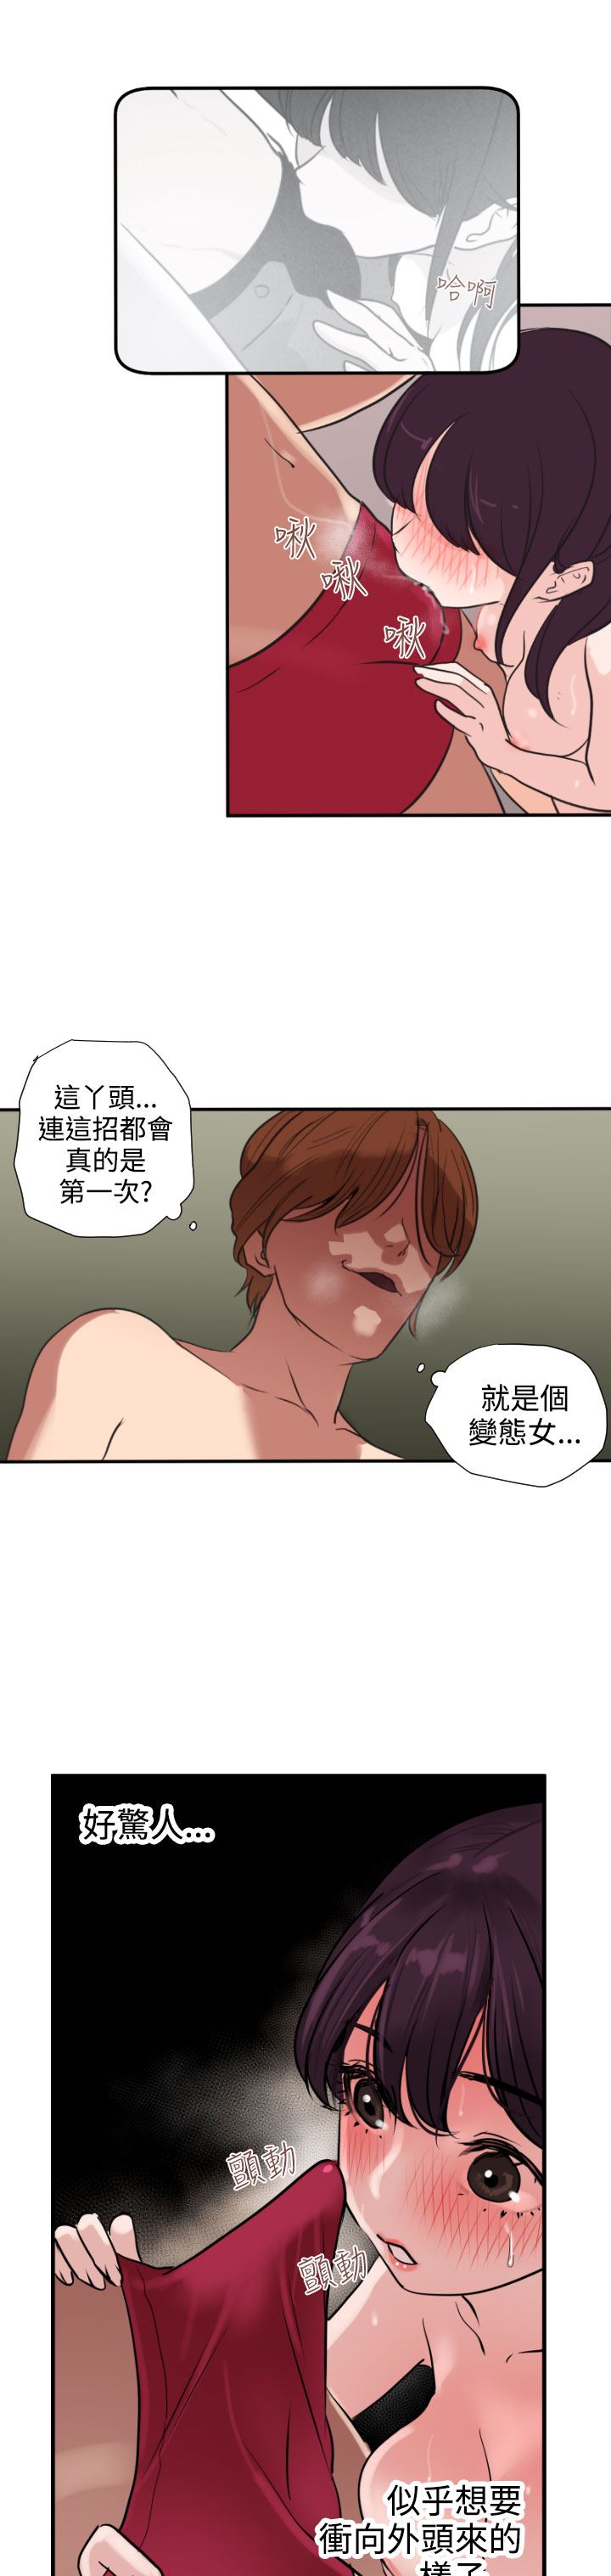 哈啊
啾
啾
啾
這丫頭...
連這招都會
真的是
第一次?
就是個
變態女...
好驚人...
顫動
顫動
似乎想要
衝向外頭來的
樣子